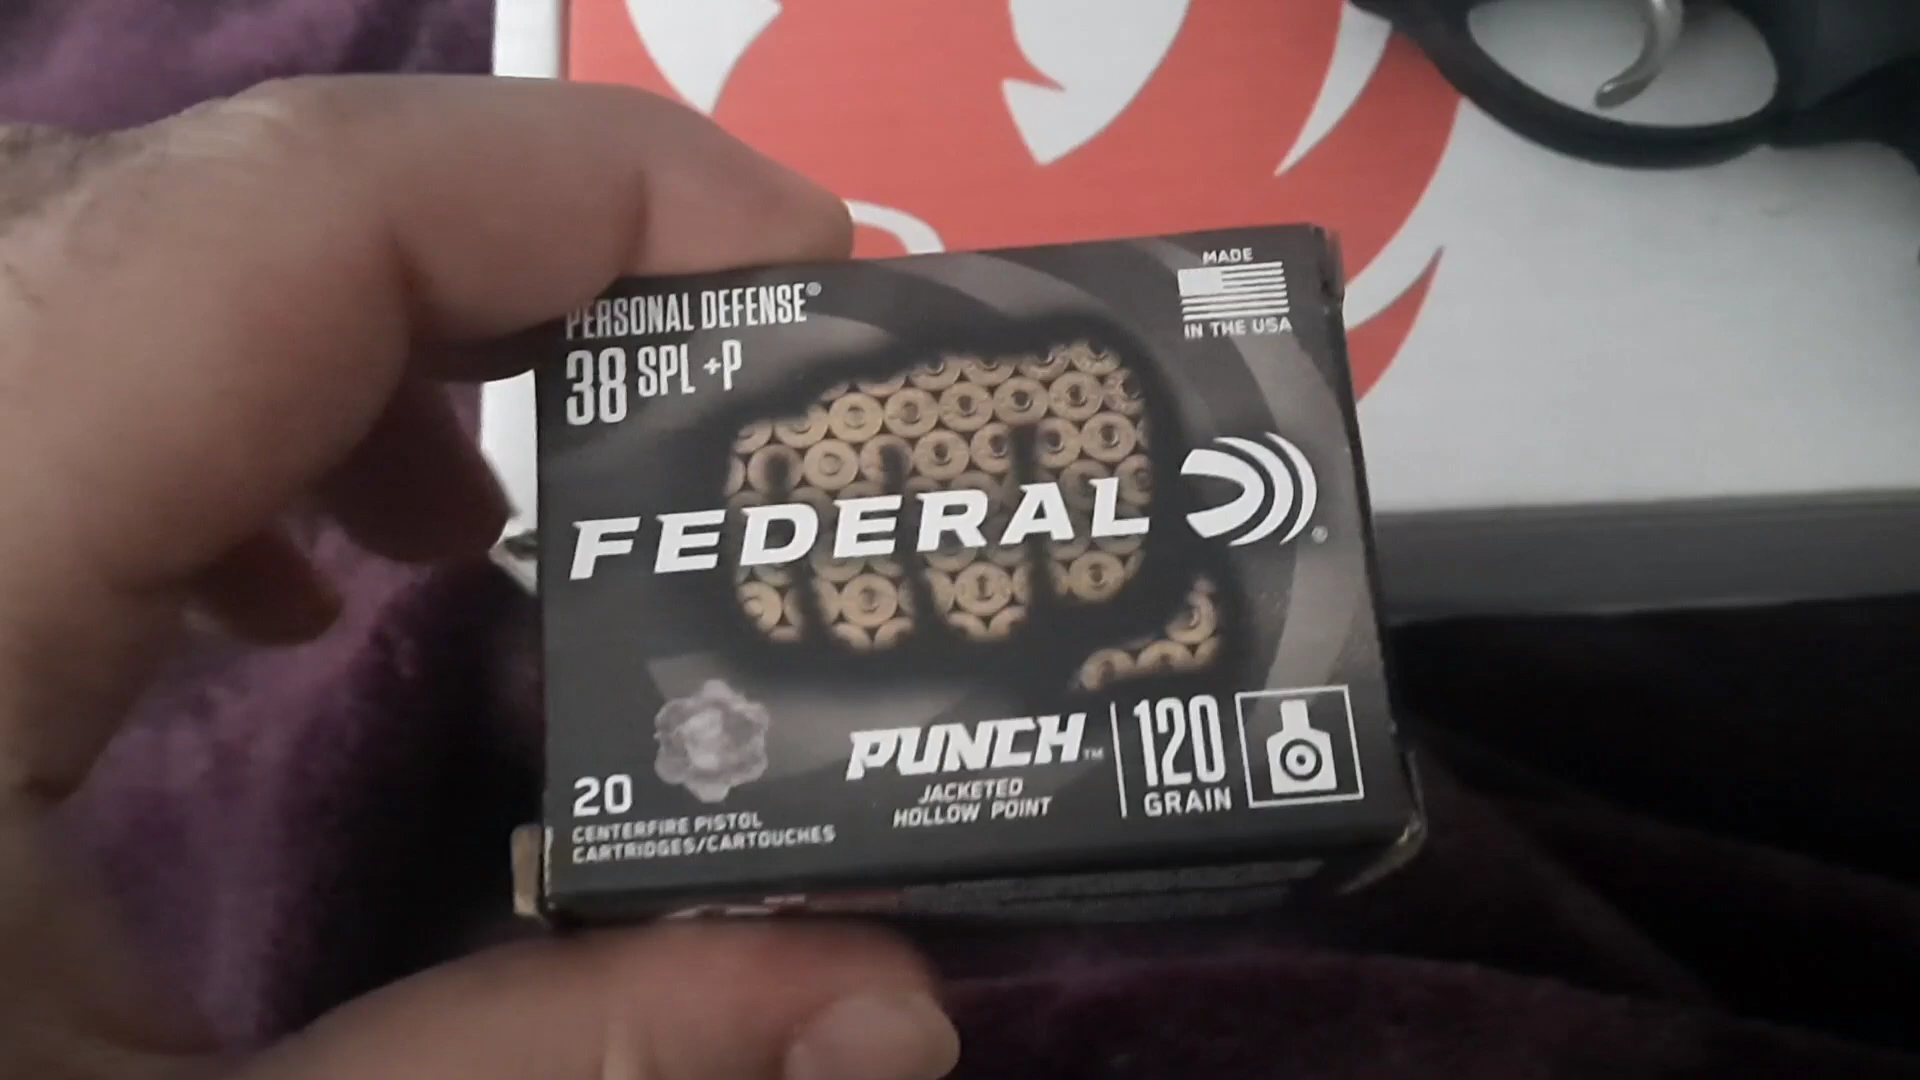 PERSONAL DEFENSE®
38 SPL +P
MADE
IN THE USA
FEDERAL
20
CENTERFIRE PISTOL
CARTRIDGES/CARTOUCHES
PUNCH™
JACKETED
HOLLOW POINT
120
GRAIN